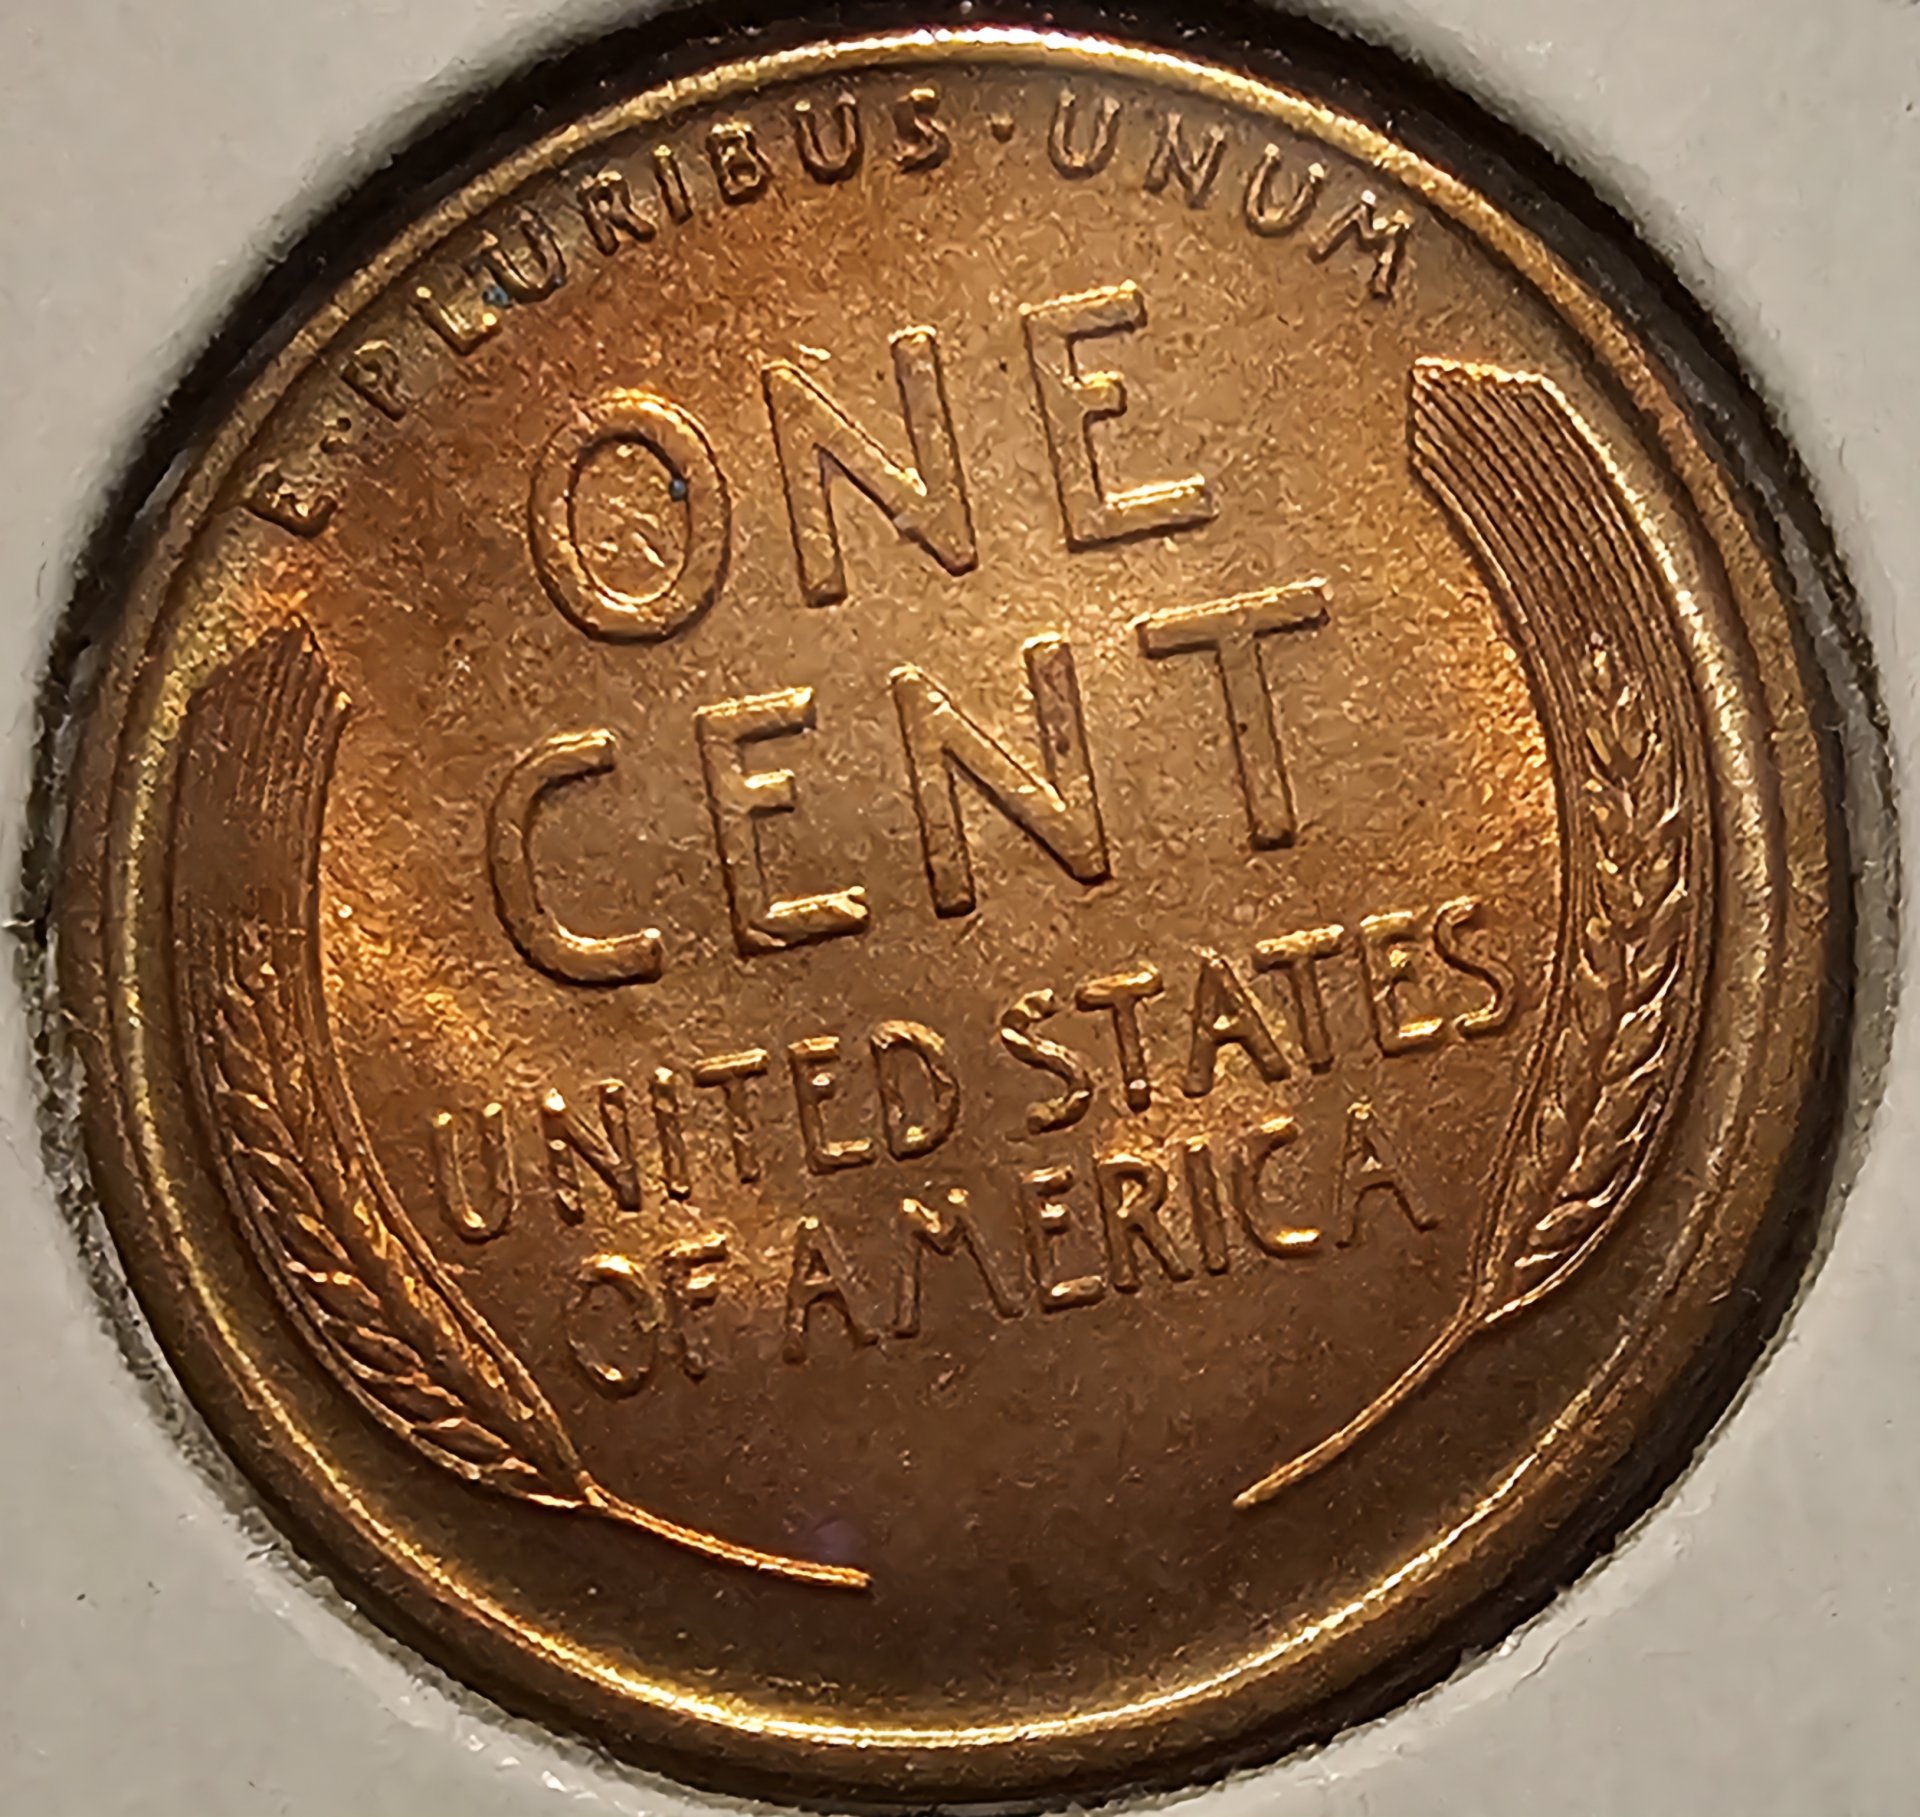 E·PLURIBUS·UNUM
ONE
CENT
UNITED STATES
OF AMERICA